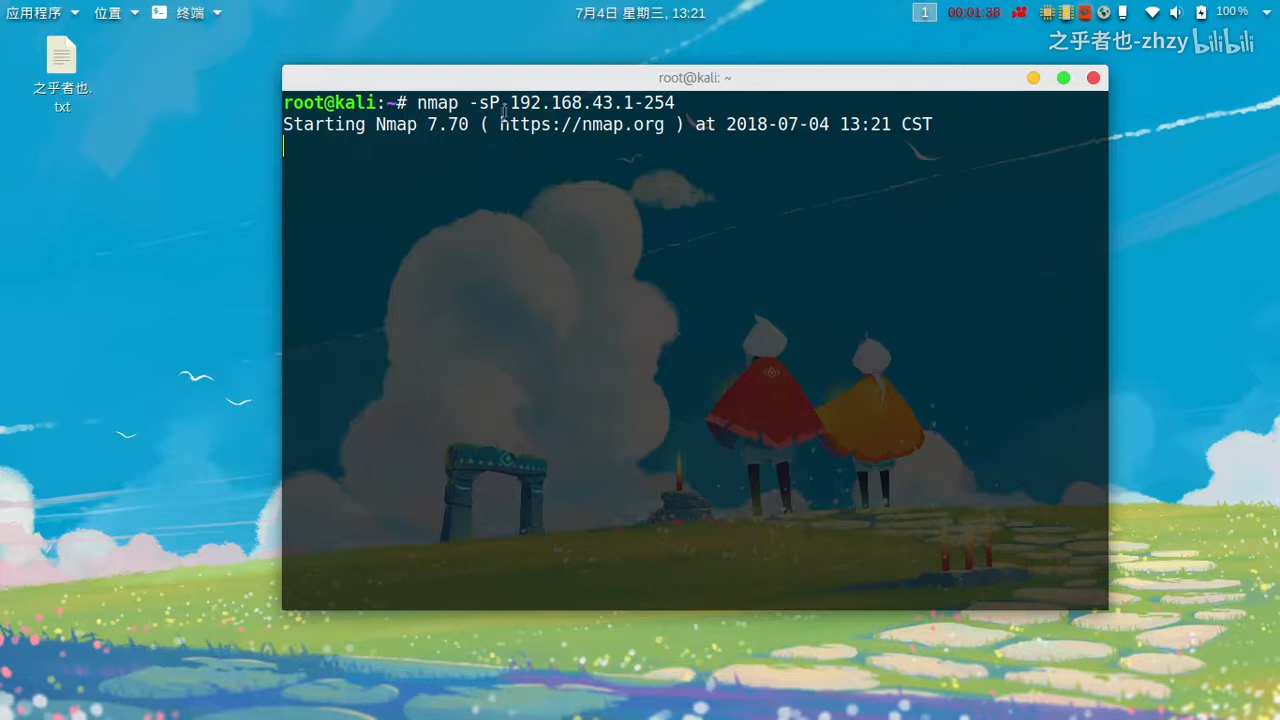 应用程序 位置 终端 7月4日 星期三, 13:21 1 00:01:38 100 %
之乎者也-zhzy bilibili
之乎者也.
txt
root@kali: ~
root@kali:~# nmap -sP 192.168.43.1-254
Starting Nmap 7.70 ( https://nmap.org ) at 2018-07-04 13:21 CST